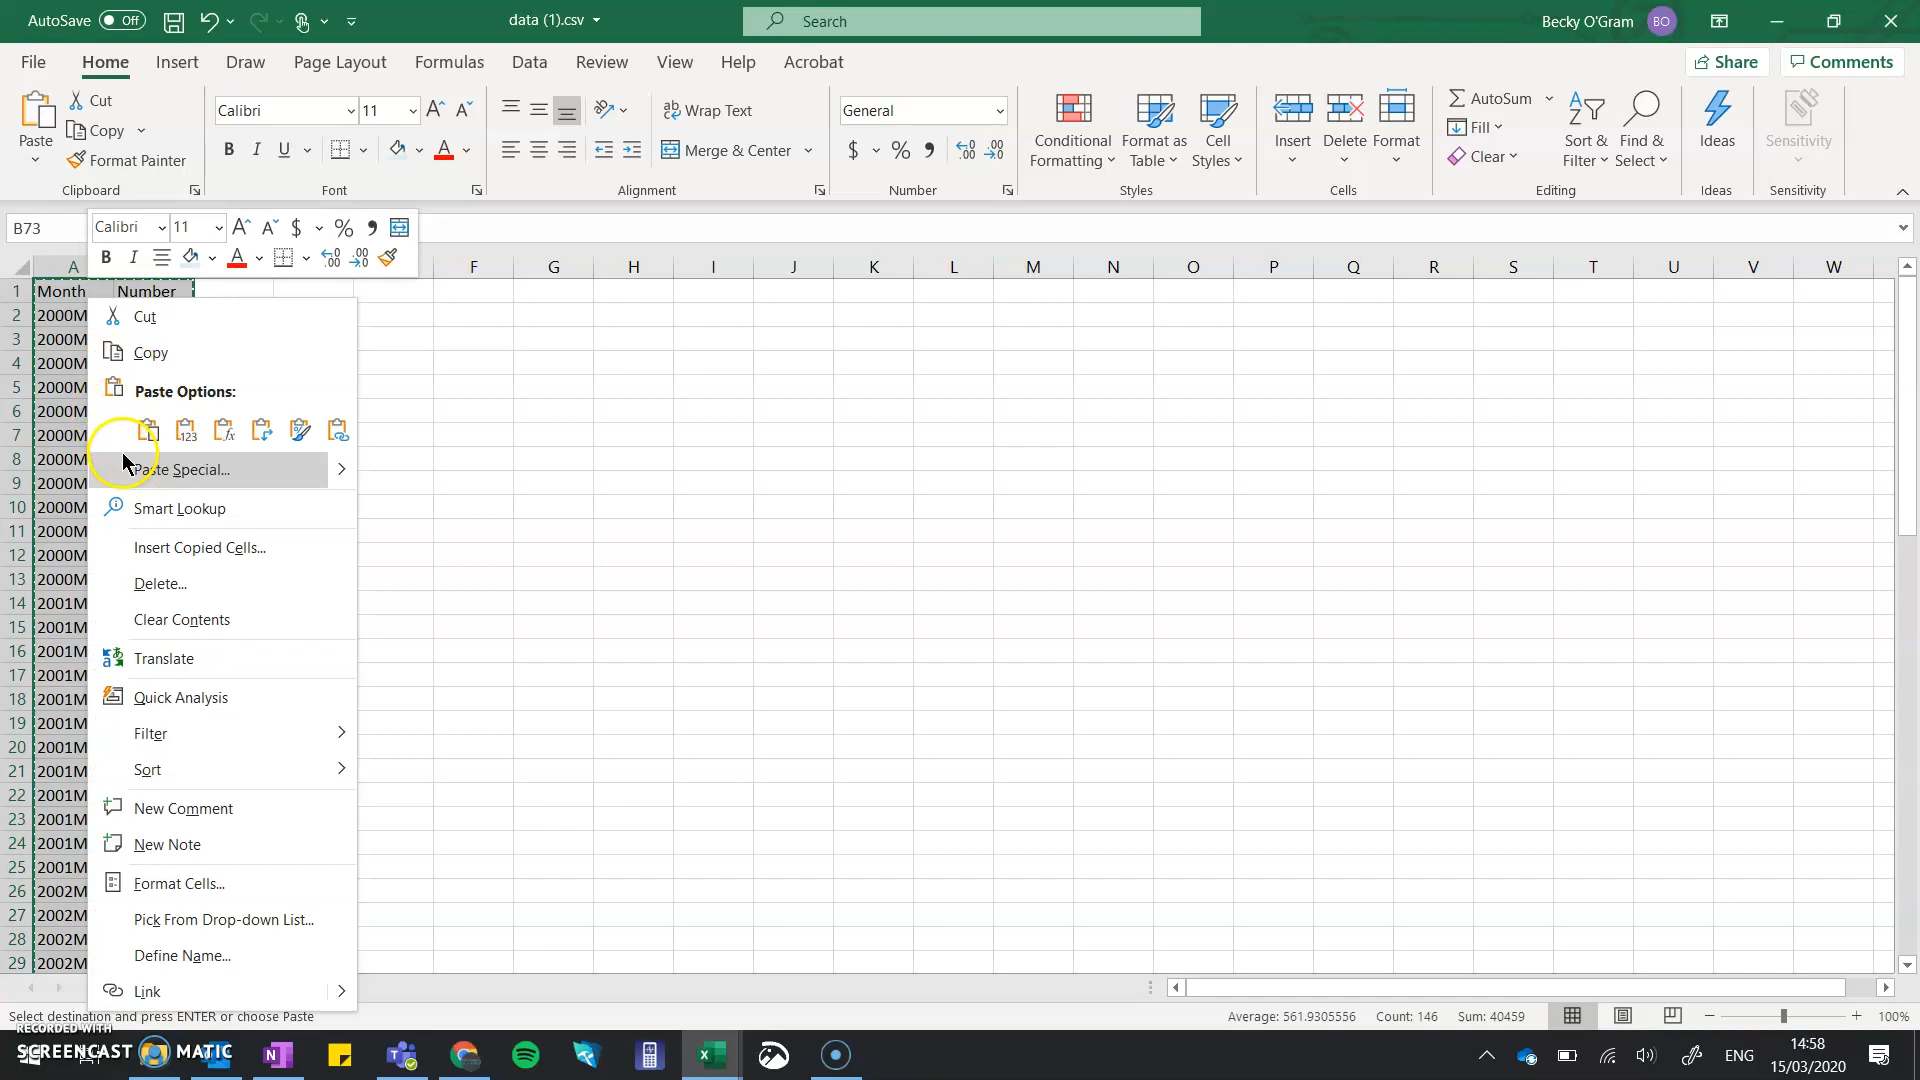 AutoSave Off data (1).csv Search Becky O'Gram BO
File Home Insert Draw Page Layout Formulas Data Review View Help Acrobat Share Comments
Paste Cut Copy Format Painter
Clipboard
Calibri 11
B I U A
Font
Wrap Text
Merge & Center
Alignment
General
$ % 9 .00
Number
Conditional Formatting
Format as Table
Cell Styles
Styles
Insert Delete Format
Cells
AutoSum
Fill
Clear
Sort & Filter
Find & Select
Editing
Ideas
Ideas
Sensitivity
Sensitivity
B73
Calibri 11 A A $ % 9
B I A
A F G H I J K L M N O P Q R S T U V W
1 Month Number
2 2000M
3 2000M
4 2000M
5 2000M
6 2000M
7 2000M
8 2000M
9 2000M
10 2000M
11 2000M
12 2000M
13 2000M
14 2001M
15 2001M
16 2001M
17 2001M
18 2001M
19 2001M
20 2001M
21 2001M
22 2001M
23 2001M
24 2001M
25 2001M
26 2002M
27 2002M
28 2002M
29 2002M
Cut
Copy
Paste Options:
Paste Special...
Smart Lookup
Insert Copied Cells...
Delete...
Clear Contents
Translate
Quick Analysis
Filter
Sort
New Comment
New Note
Format Cells...
Pick From Drop-down List...
Define Name...
Link
Select destination and press ENTER or choose Paste Average: 561.9305556 Count: 146 Sum: 40459 100%
RECORDED WITH
SCREENCAST MATIC
ENG
14:58
15/03/2020